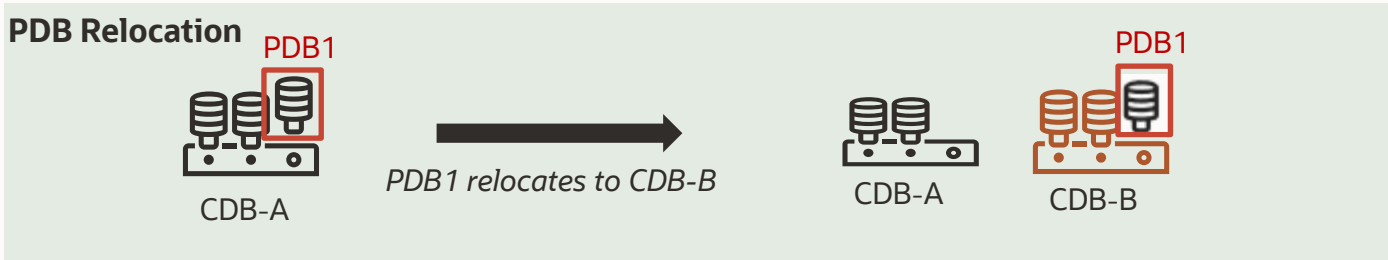 PDB Relocation
PDB1
CDB-A
PDB1 relocates to CDB-B
CDB-A
PDB1
CDB-B